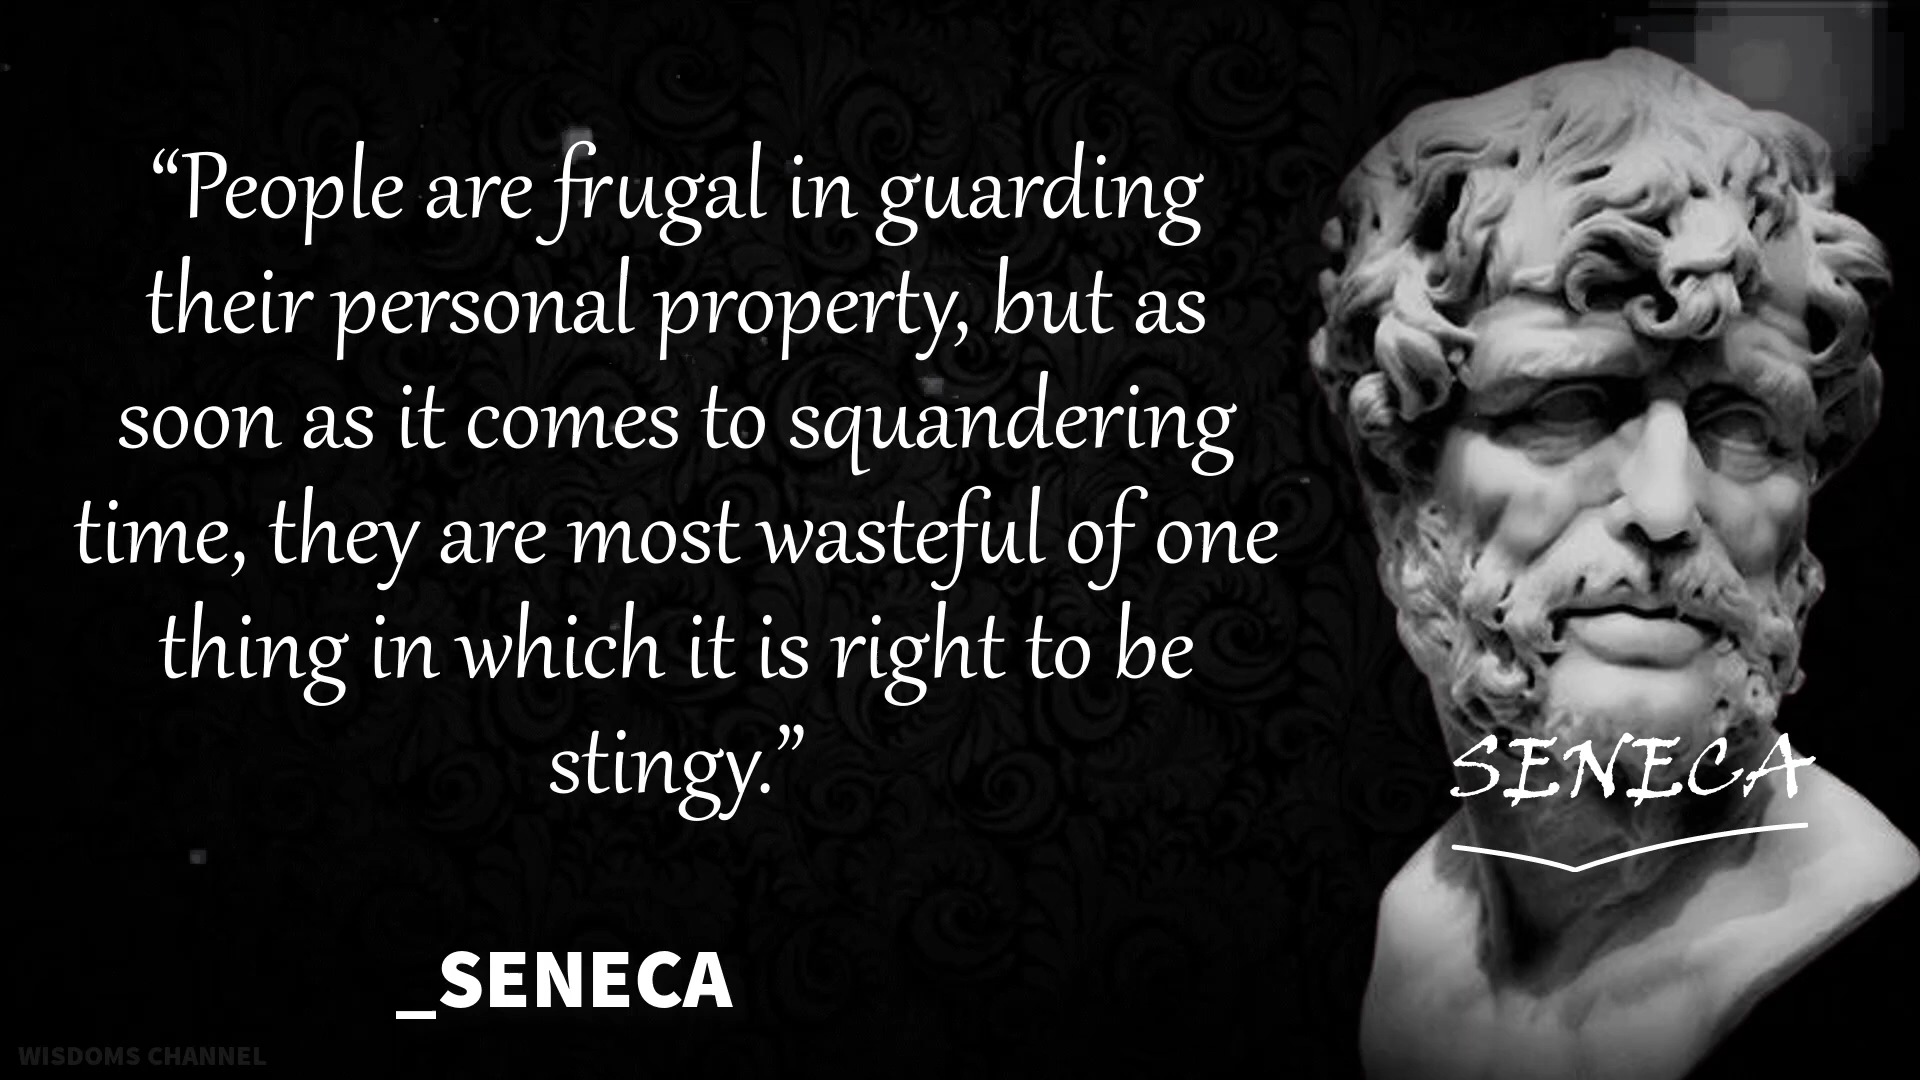 “People are frugal in guarding
their personal property, but as
soon as it comes to squandering
time, they are most wasteful of one
thing in which it is right to be
stingy.”
SENECA
_SENECA
WISDOMS CHANNEL